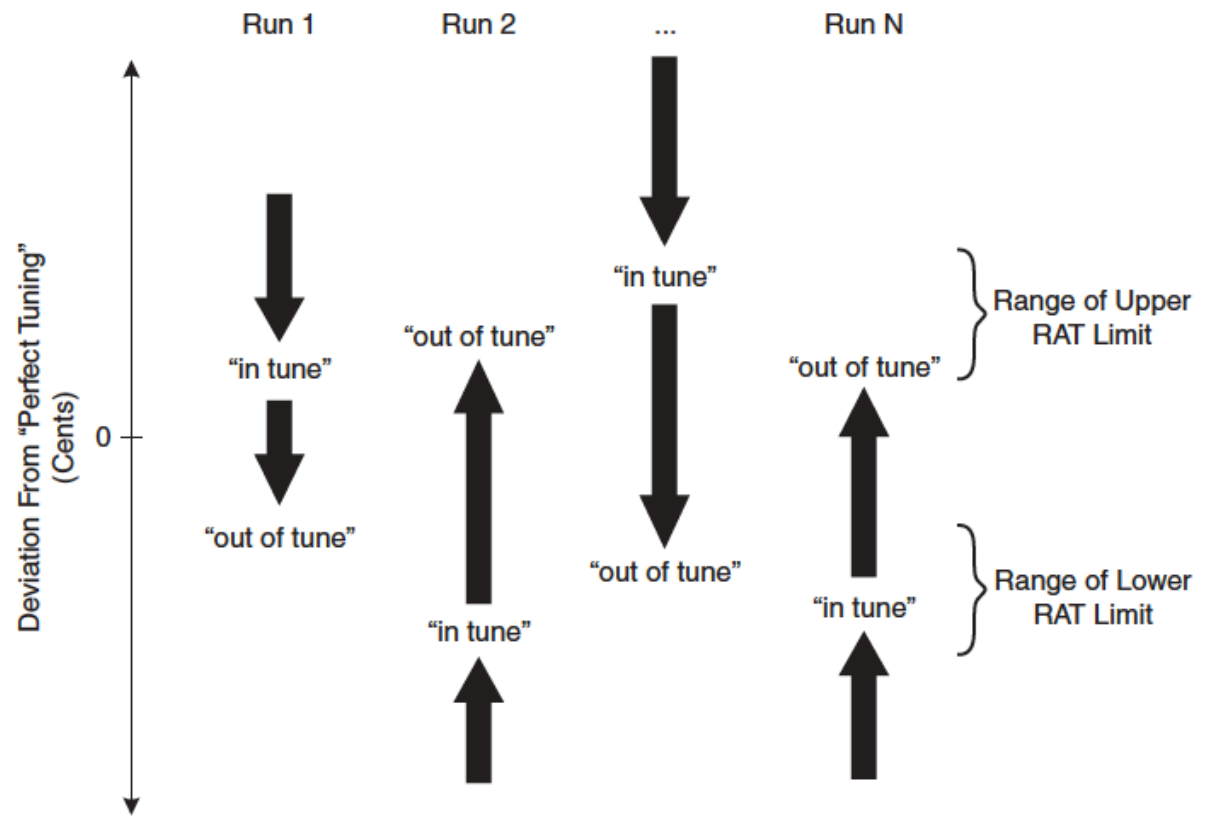 Run 1
Run 2
...
Run N
Deviation From “Perfect Tuning”
(Cents)
0
“in tune”
“out of tune”
“out of tune”
“in tune”
“in tune”
“out of tune”
“out of tune”
“in tune”
Range of Upper
RAT Limit
Range of Lower
RAT Limit